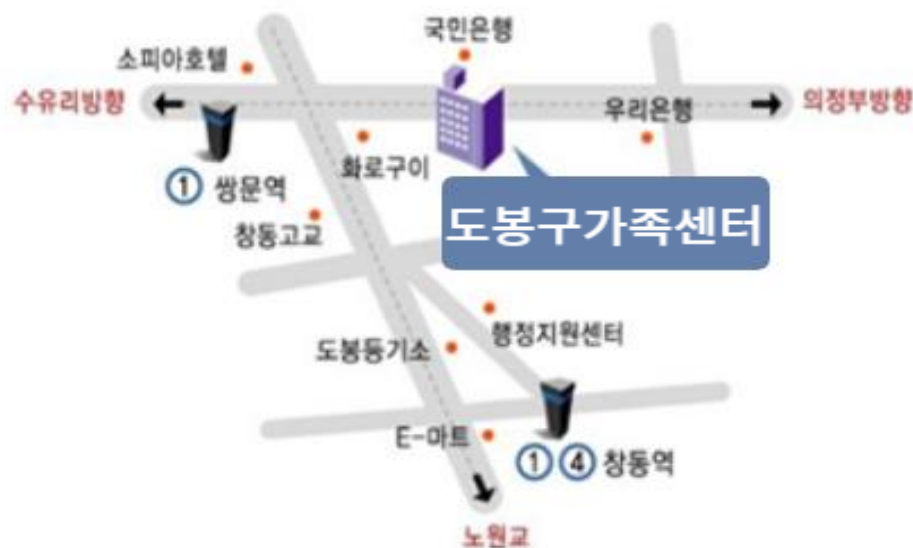 국민은행
소피아호텔
수유리방향
의정부방향
우리은행
화로구이
① 쌍문역
도봉구가족센터
창동고교
행정지원센터
도봉등기소
E-마트
① ④ 창동역
노원교